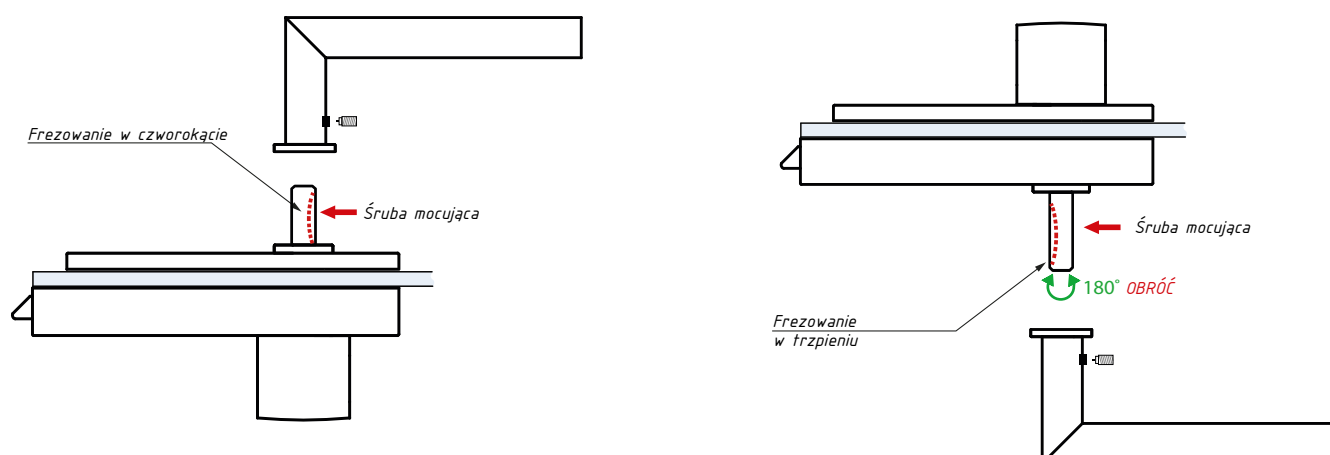 Frezowanie w czworokącie
Śruba mocująca
Śruba mocująca
180° OBRÓĆ
Frezowanie
w trzpieniu